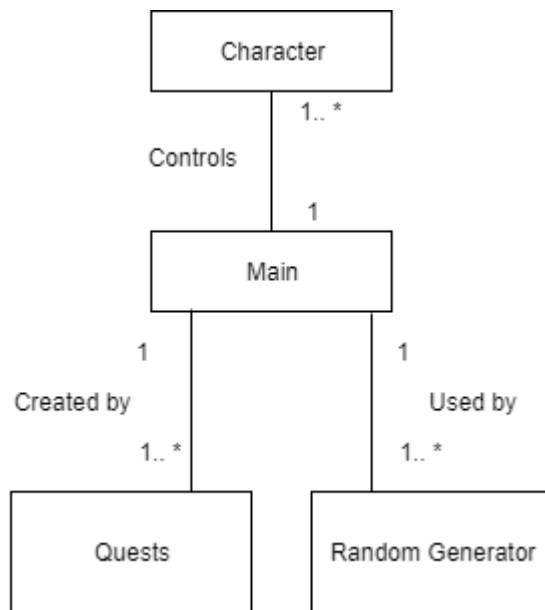 Character
1.. *
Controls
1
Main
1
1
Created by
Used by
1.. *
1.. *
Quests
Random Generator